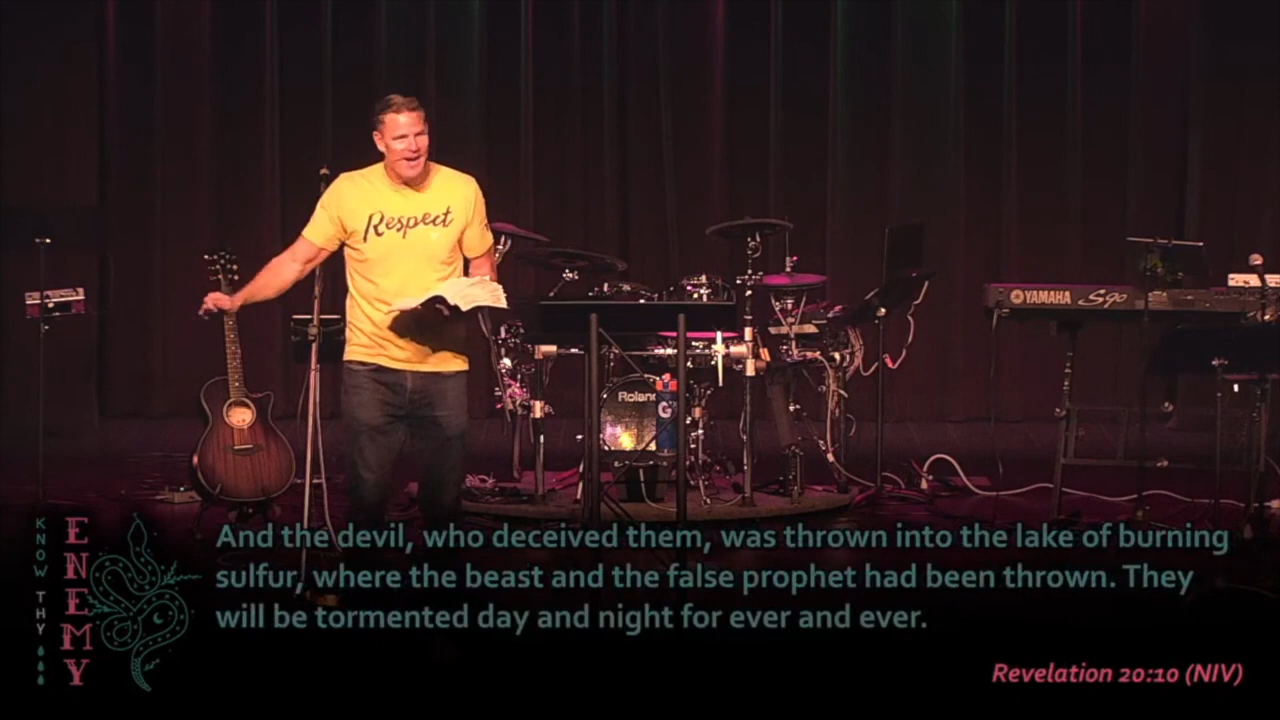 Respect
YAMAHA S90
Roland
G
KNOW THY
ENEMY
And the devil, who deceived them, was thrown into the lake of burning
sulfur, where the beast and the false prophet had been thrown. They
will be tormented day and night for ever and ever.
Revelation 20:10 (NIV)